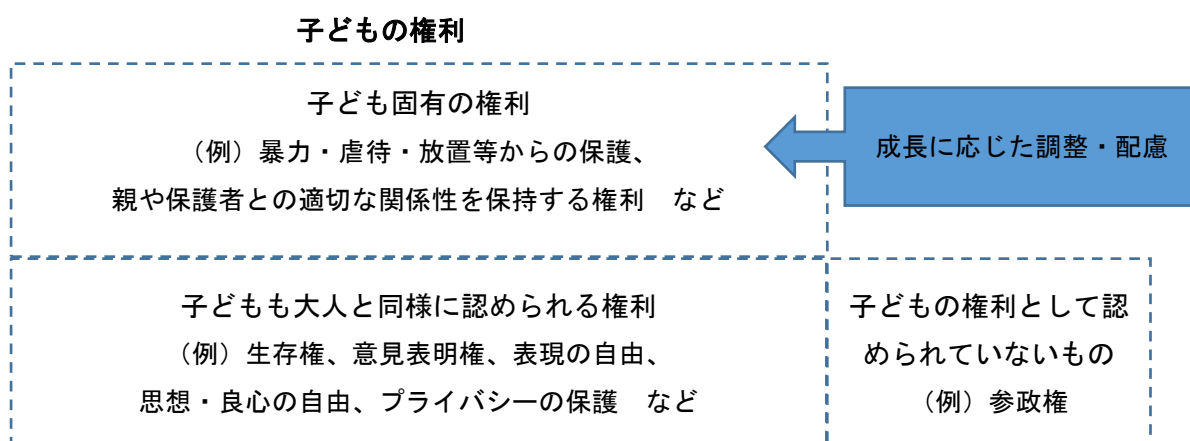 子どもの権利
子ども固有の権利
（例）暴力・虐待・放置等からの保護、
親や保護者との適切な関係性を保持する権利　など
成長に応じた調整・配慮
子どもも大人と同様に認められる権利
（例）生存権、意見表明権、表現の自由、
思想・良心の自由、プライバシーの保護　など
子どもの権利として認
められていないもの
（例）参政権